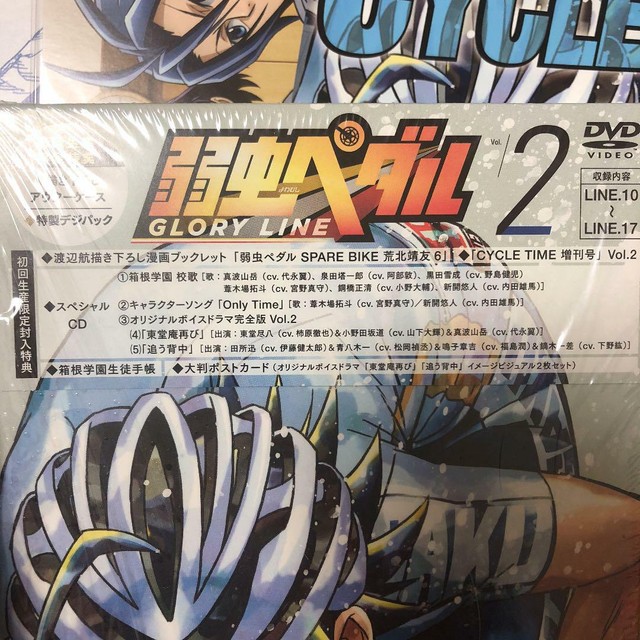 CYCLE
アウターケース
◆特製デジパック
弱虫ペダル
GLORY LINE
Vol.
2
DVD
VIDEO
収録内容
LINE.10
～
LINE.17
初回生産限定封入特典
◆渡辺航描き下ろし漫画ブックレット「弱虫ペダル SPARE BIKE 荒北靖友 6」◆「CYCLE TIME 増刊号」Vol.2
◆スペシャルCD
①箱根学園 校歌[歌：真波山岳（cv.代永翼）、泉田塔一郎（cv.阿部敦）、黒田雪成（cv.野島健児）
葦木場拓斗（cv.宮野真守）、銅橋正清（cv.小野大輔）、新開悠人（cv.内田雄馬）]
②キャラクターソング「Only Time」[歌：葦木場拓斗（cv.宮野真守）／新開悠人（cv.内田雄馬）]
③オリジナルボイスドラマ完全版 Vol.2
(4)「東堂庵再び」[出演：東堂尽八（cv.柿原徹也）&小野田坂道（cv.山下大輝）&真波山岳（cv.代永翼）]
(5)「追う背中」[出演：田所迅（cv.伊藤健太郎）&青八木一（cv.松岡禎丞）&鳴子章吉（cv.福島潤）&鏑木一差（cv.下野紘）]
◆箱根学園生徒手帳
◆大判ポストカード（オリジナルボイスドラマ「東堂庵再び」「追う背中」イメージビジュアル2枚セット）